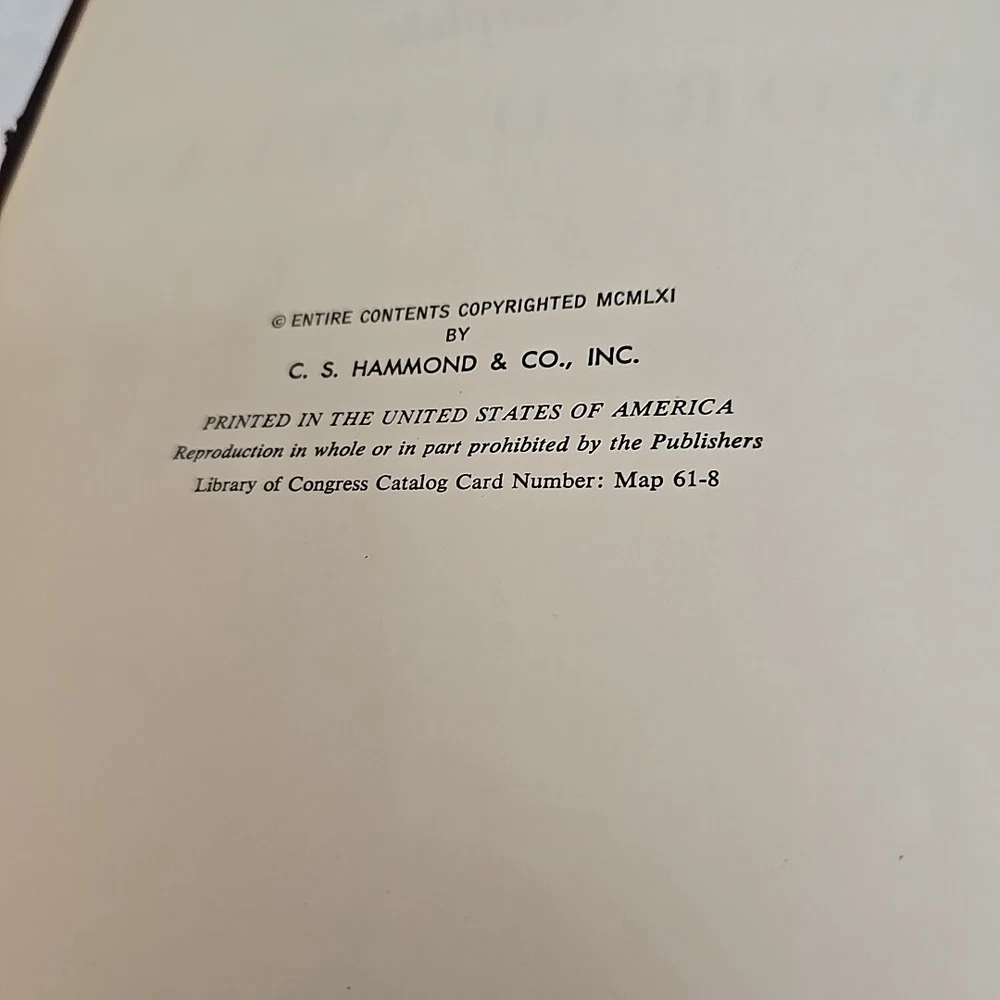 © ENTIRE CONTENTS COPYRIGHTED MCMLXI
BY
C. S. HAMMOND & CO., INC.
PRINTED IN THE UNITED STATES OF AMERICA
Reproduction in whole or in part prohibited by the Publishers
Library of Congress Catalog Card Number: Map 61-8